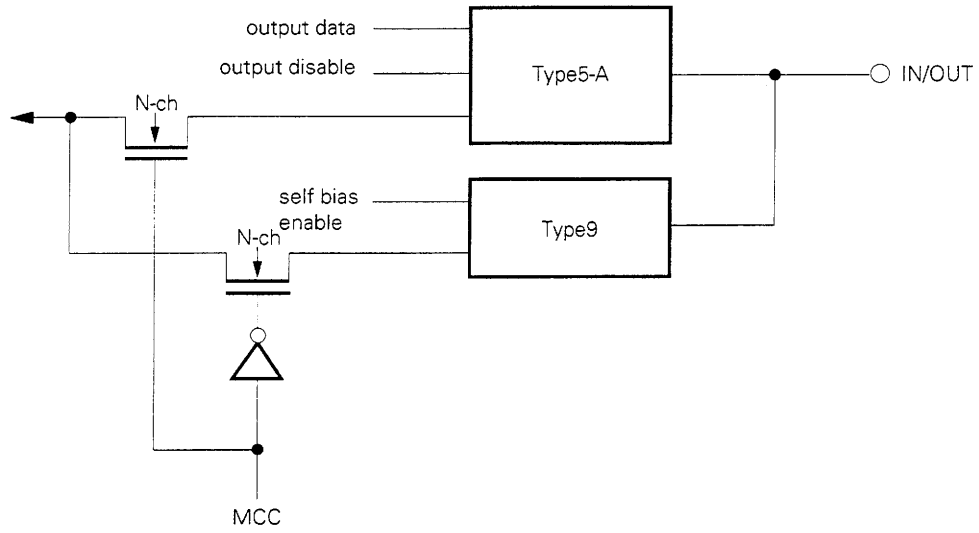 output data
output disable
Type5-A
IN/OUT
N-ch
self bias
enable
Type9
N-ch
MCC